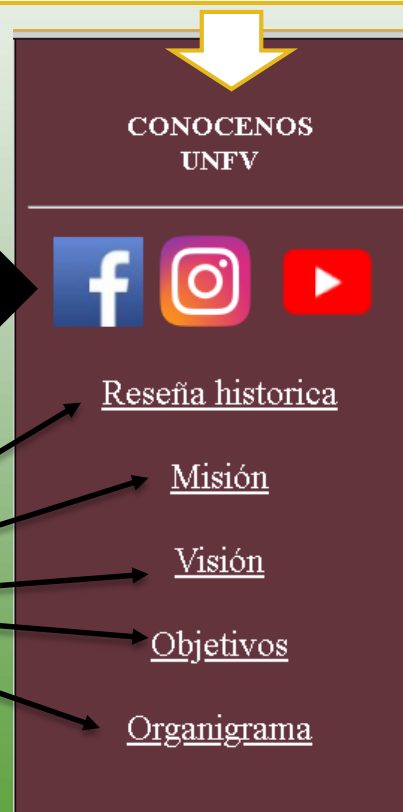 CONOCENOS
UNFV
f
Reseña historica
Misión
Visión
Objetivos
Organigrama